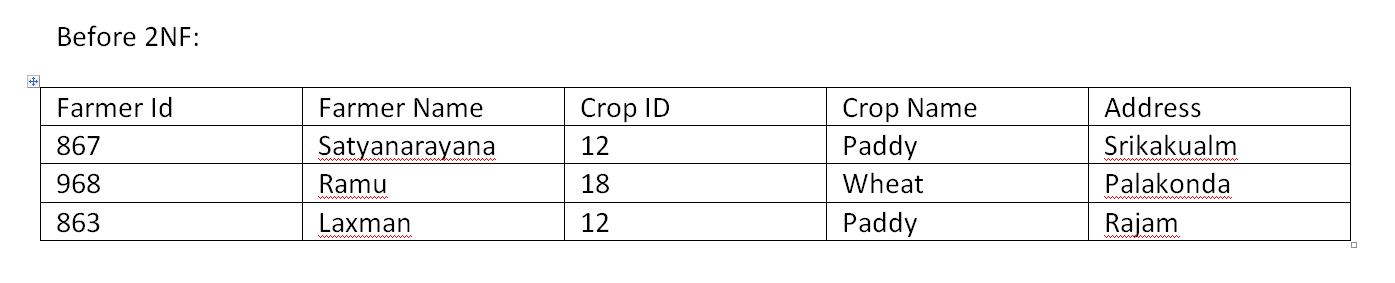 Before 2NF:
Farmer Id Farmer Name Crop ID Crop Name Address
867 Satyanarayana 12 Paddy Srikakualm
968 Ramu 18 Wheat Palakonda
863 Laxman 12 Paddy Rajam